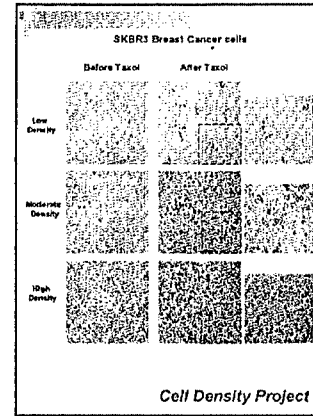 SKBR3 Breast Cancer cells
Before Taxol After Taxol
Low
Density
Moderate
Density
High
Density
Cell Density Project